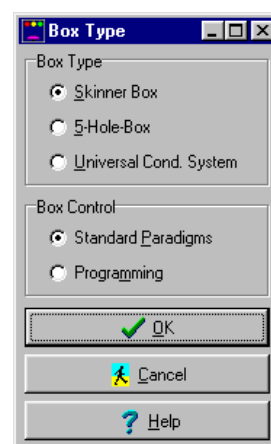 Box Type
Box Type
Skinner Box
5-Hole-Box
Universal Cond. System
Box Control
Standard Paradigms
Programming
OK
Cancel
Help